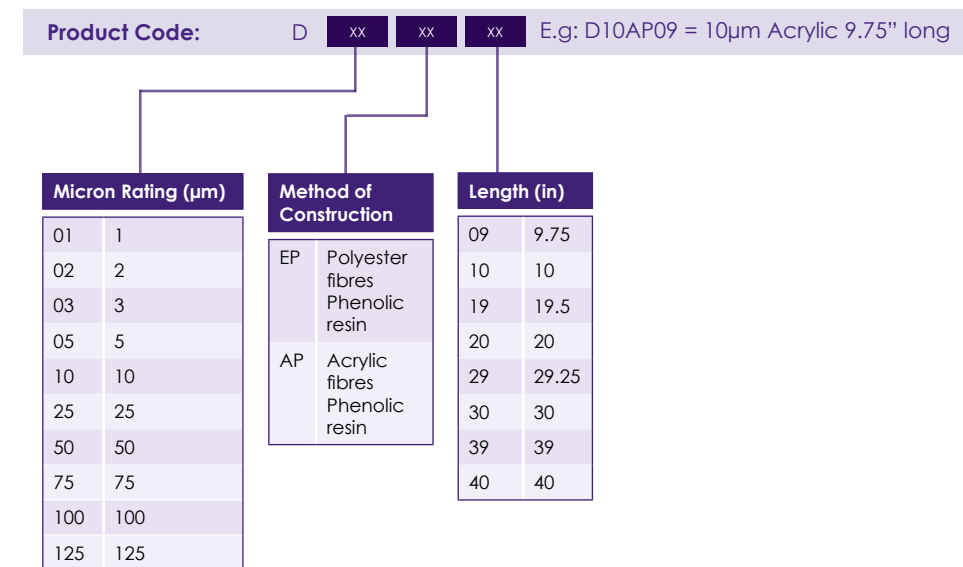 Product Code: D xx xx xx E.g: D10AP09 = 10µm Acrylic 9.75” long
Micron Rating (µm)
01 1
02 2
03 3
05 5
10 10
25 25
50 50
75 75
100 100
125 125
Method of
Construction
EP Polyester
fibres
Phenolic
resin
AP Acrylic
fibres
Phenolic
resin
Length (in)
09 9.75
10 10
19 19.5
20 20
29 29.25
30 30
39 39
40 40